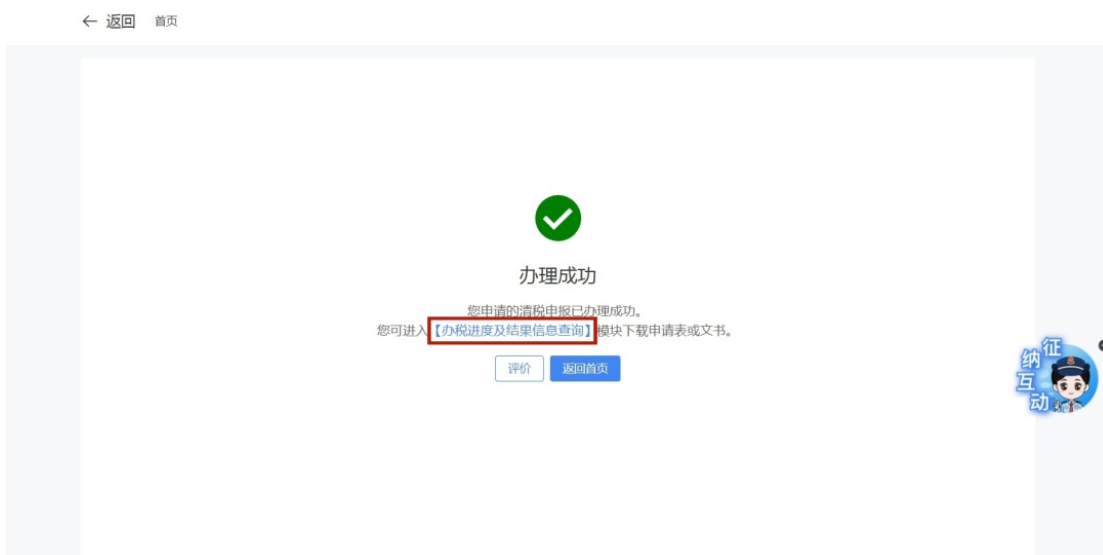 ← 返回 首页
办理成功
您申请的清税申报已办理成功。
您可进入【办税进度及结果信息查询】模块下载申请表或文书。
评价 返回首页
征纳互动